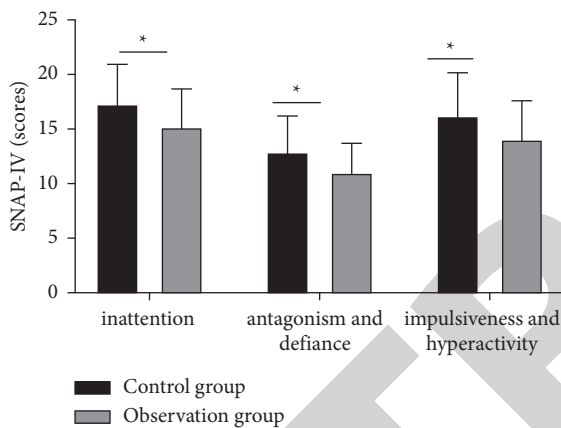 25
20
15
10
5
0
SNAP-IV (scores)
*
*
*
inattention
antagonism and
defiance
impulsiveness and
hyperactivity
Control group
Observation group